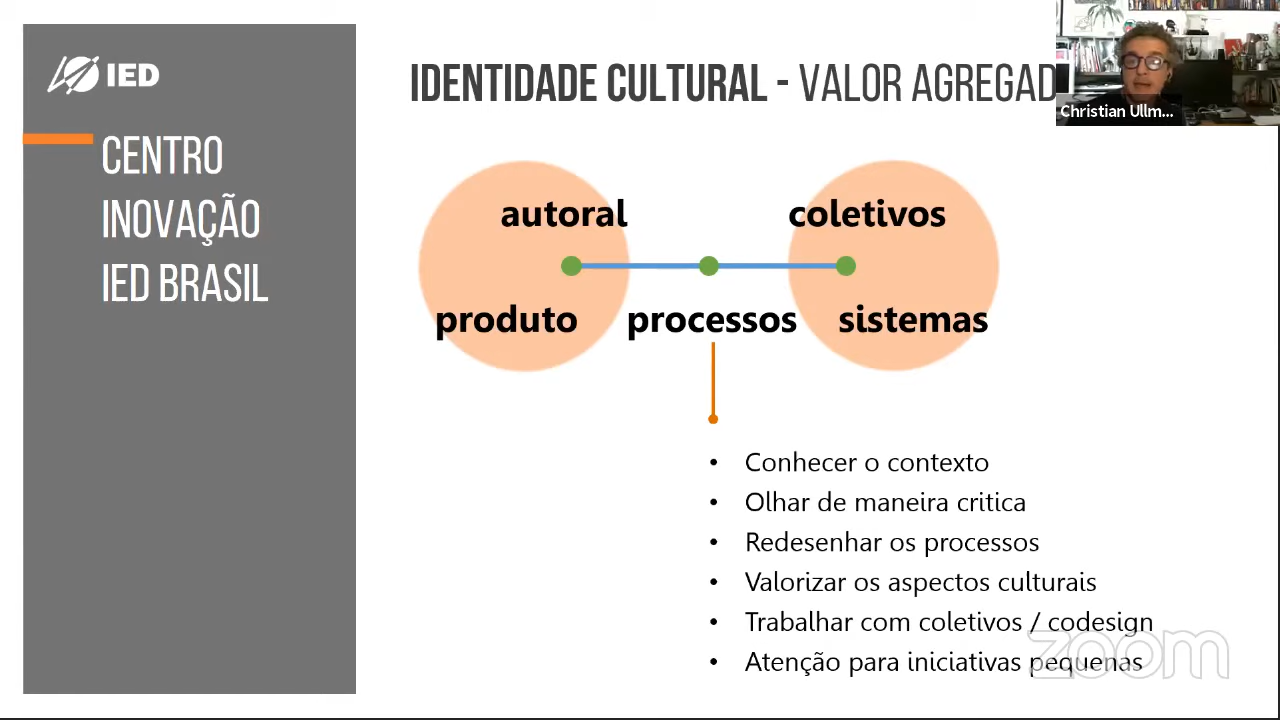 IED
CENTRO
INOVAÇÃO
IED BRASIL
IDENTIDADE CULTURAL - VALOR AGREGAD
Christian Ullm...
autoral
coletivos
produto
processos
sistemas
• Conhecer o contexto
• Olhar de maneira critica
• Redesenhar os processos
• Valorizar os aspectos culturais
• Trabalhar com coletivos / codesign
• Atenção para iniciativas pequenas
zoom